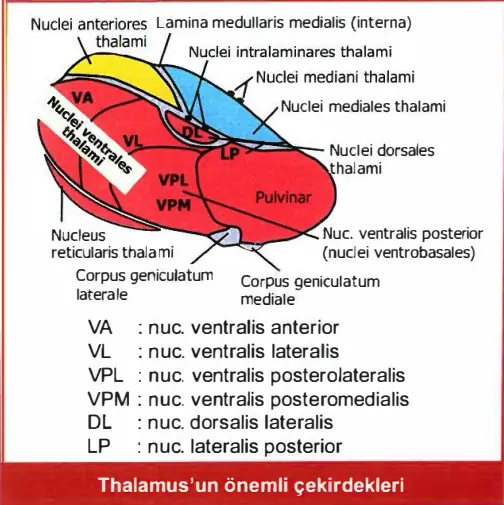 Nuclei anteriores
thalami
Lamina medullaris medialis (interna)
Nuclei intralaminares thalami
Nuclei mediani thalami
Nuclei mediales thalami
Nuclei dorsales
thalami
VA
Nuclei ventrales
thalami
VL
DL
LP
VPL
VPM
Pulvinar
Nucleus
reticularis thalami
Nuc. ventralis posterior
(nuclei ventrobasales)
Corpus geniculatum
laterale
Corpus geniculatum
mediale
VA : nuc. ventralis anterior
VL : nuc. ventralis lateralis
VPL : nuc. ventralis posterolateralis
VPM : nuc. ventralis posteromedialis
DL : nuc. dorsalis lateralis
LP : nuc. lateralis posterior
Thalamus'un önemli çekirdekleri